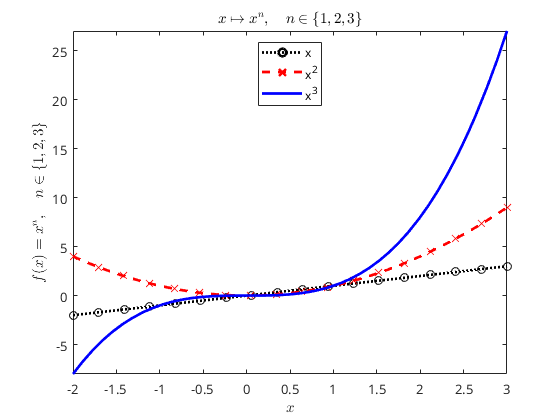 x ↦ xⁿ, n ∈ {1, 2, 3}
x
x²
x³
f(x) = xⁿ, n ∈ {1, 2, 3}
25
20
15
10
5
0
-5
-2 -1.5 -1 -0.5 0 0.5 1 1.5 2 2.5 3
x